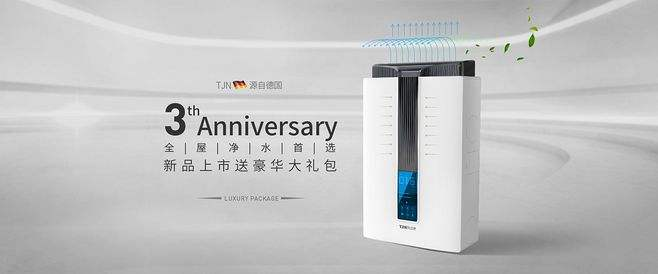 TJN 源自德国
3th Anniversary
全|屋|净|水|首|选
新品上市送豪华大礼包
LUXURY PACKAGE
TJN